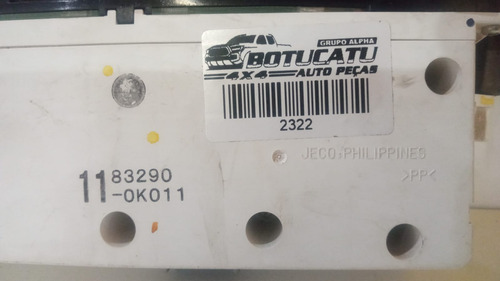 GRUPO ALPHA
BOTUCATU
4X4 AUTO PEÇAS
2322
JECO,PHILIPPINES
>PP<
11 83290
-0K011